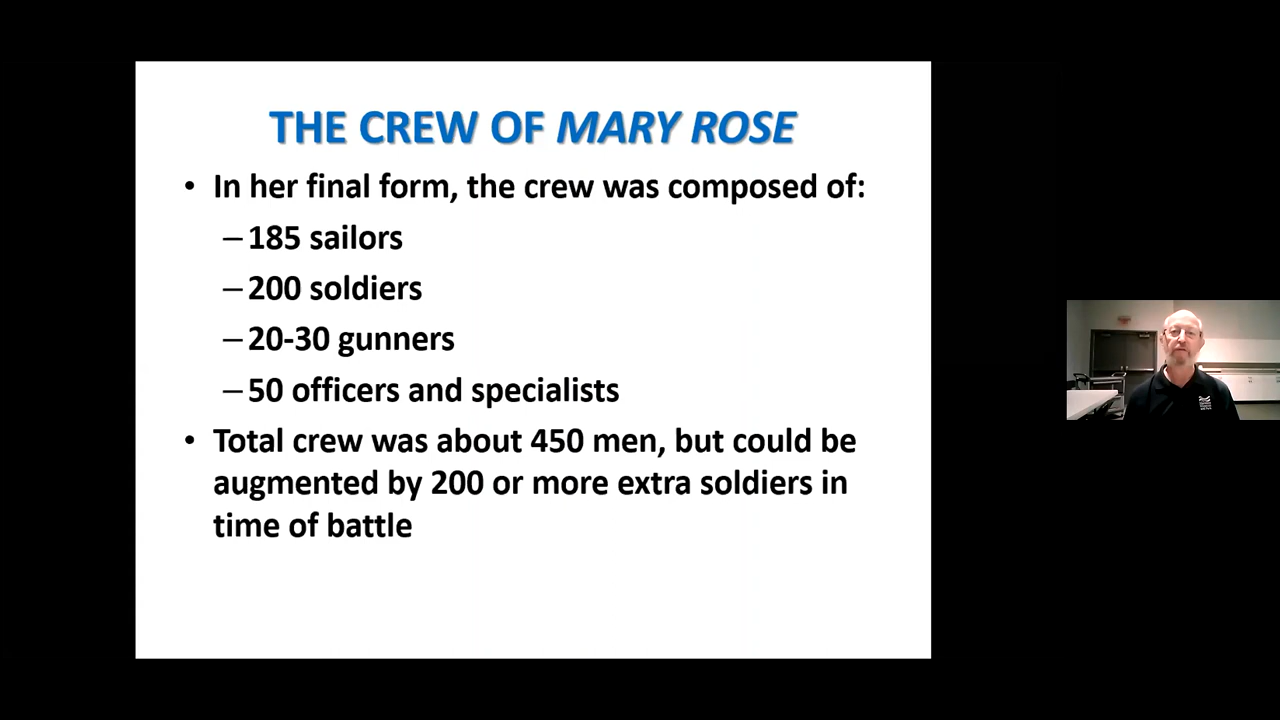 THE CREW OF MARY ROSE
• In her final form, the crew was composed of:
– 185 sailors
– 200 soldiers
– 20-30 gunners
– 50 officers and specialists
• Total crew was about 450 men, but could be
augmented by 200 or more extra soldiers in
time of battle